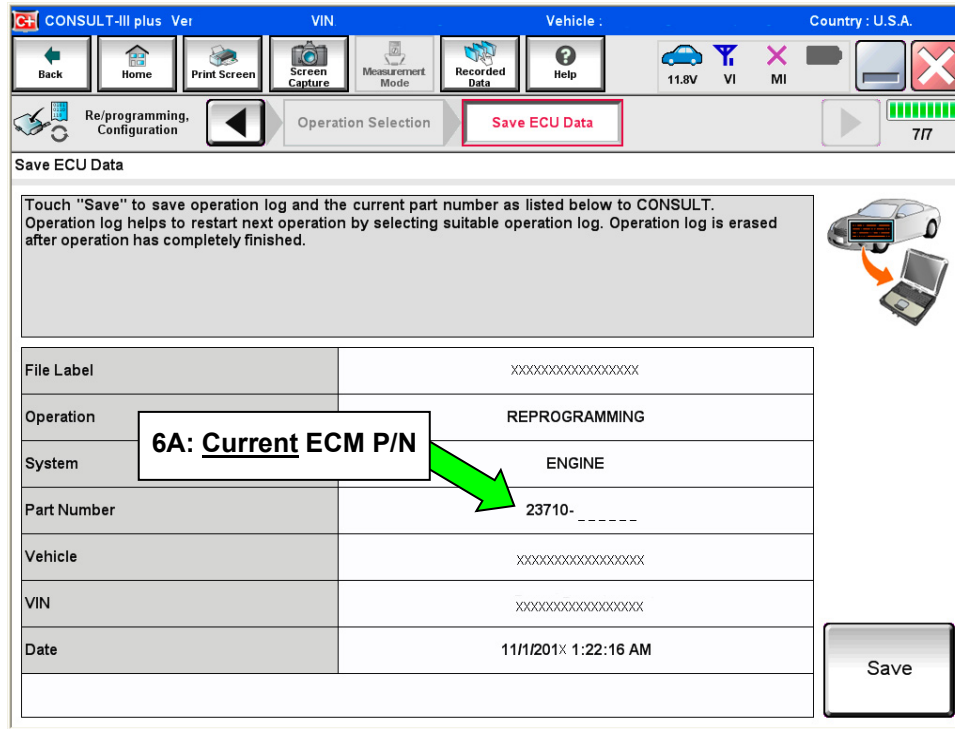 C+ CONSULT-III plus Ver VIN Vehicle : Country : U.S.A.
Back
Home
Print Screen
Screen Capture
Measurement Mode
Recorded Data
Help
11.8V
VI
MI
Re/programming,
Configuration
Operation Selection
Save ECU Data
7/7
Save ECU Data
Touch "Save" to save operation log and the current part number as listed below to CONSULT.
Operation log helps to restart next operation by selecting suitable operation log. Operation log is erased
after operation has completely finished.
File Label XXXXXXXXXXXXXXXXX
Operation REPROGRAMMING
6A: Current ECM P/N
System ENGINE
Part Number 23710-_ _ _ _ _ _
Vehicle XXXXXXXXXXXXXXXXX
VIN XXXXXXXXXXXXXXXXX
Date 11/1/201X 1:22:16 AM
Save